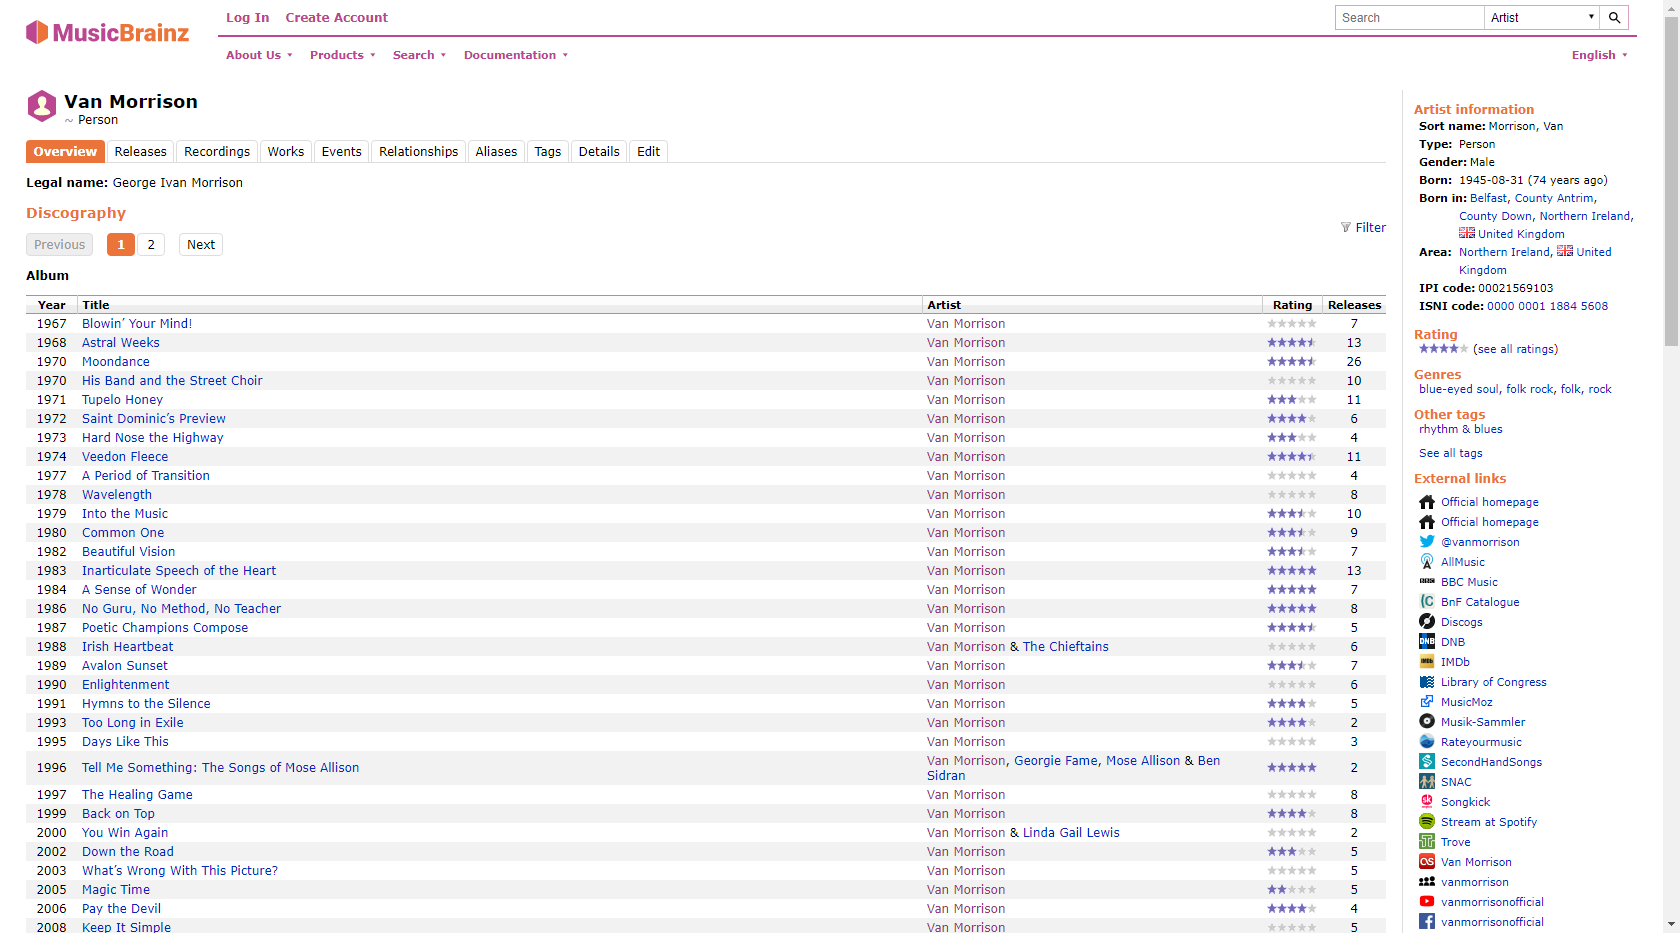 MusicBrainz
Log In Create Account
Search Artist
About Us Products Search Documentation
English
Van Morrison
~ Person
Overview Releases Recordings Works Events Relationships Aliases Tags Details Edit
Legal name: George Ivan Morrison
Discography
Filter
Previous 1 2 Next
Album
Year Title Artist Rating Releases
1967 Blowin’ Your Mind! Van Morrison 7
1968 Astral Weeks Van Morrison 13
1970 Moondance Van Morrison 26
1970 His Band and the Street Choir Van Morrison 10
1971 Tupelo Honey Van Morrison 11
1972 Saint Dominic’s Preview Van Morrison 6
1973 Hard Nose the Highway Van Morrison 4
1974 Veedon Fleece Van Morrison 11
1977 A Period of Transition Van Morrison 4
1978 Wavelength Van Morrison 8
1979 Into the Music Van Morrison 10
1980 Common One Van Morrison 9
1982 Beautiful Vision Van Morrison 7
1983 Inarticulate Speech of the Heart Van Morrison 13
1984 A Sense of Wonder Van Morrison 7
1986 No Guru, No Method, No Teacher Van Morrison 8
1987 Poetic Champions Compose Van Morrison 5
1988 Irish Heartbeat Van Morrison & The Chieftains 6
1989 Avalon Sunset Van Morrison 7
1990 Enlightenment Van Morrison 6
1991 Hymns to the Silence Van Morrison 5
1993 Too Long in Exile Van Morrison 2
1995 Days Like This Van Morrison 3
1996 Tell Me Something: The Songs of Mose Allison Van Morrison, Georgie Fame, Mose Allison & Ben Sidran 2
1997 The Healing Game Van Morrison 8
1999 Back on Top Van Morrison 8
2000 You Win Again Van Morrison & Linda Gail Lewis 2
2002 Down the Road Van Morrison 5
2003 What’s Wrong With This Picture? Van Morrison 5
2005 Magic Time Van Morrison 5
2006 Pay the Devil Van Morrison 4
2008 Keep It Simple Van Morrison 5
Artist information
Sort name: Morrison, Van
Type: Person
Gender: Male
Born: 1945-08-31 (74 years ago)
Born in: Belfast, County Antrim,
County Down, Northern Ireland,
United Kingdom
Area: Northern Ireland, United
Kingdom
IPI code: 00021569103
ISNI code: 0000 0001 1884 5608
Rating
(see all ratings)
Genres
blue-eyed soul, folk rock, folk, rock
Other tags
rhythm & blues
See all tags
External links
Official homepage
Official homepage
@vanmorrison
AllMusic
BBC Music
BnF Catalogue
Discogs
DNB DNB
IMDb IMDb
Library of Congress
MusicMoz
Musik-Sammler
Rateyourmusic
SecondHandSongs
SNAC
Songkick
Stream at Spotify
Trove
Van Morrison
vanmorrison
vanmorrisonofficial
vanmorrisonofficial